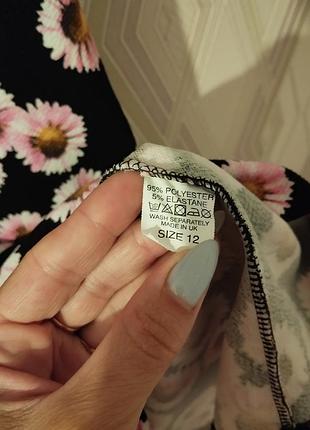 95% POLYESTER
5% ELASTANE
WASH SEPARATELY
MADE IN UK
SIZE 12